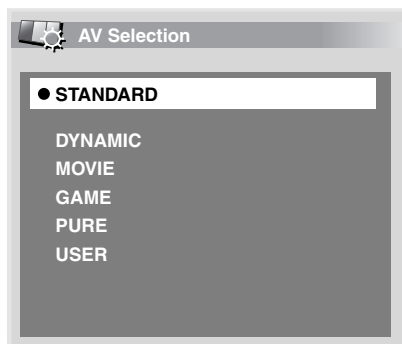 AV Selection
● STANDARD
DYNAMIC
MOVIE
GAME
PURE
USER